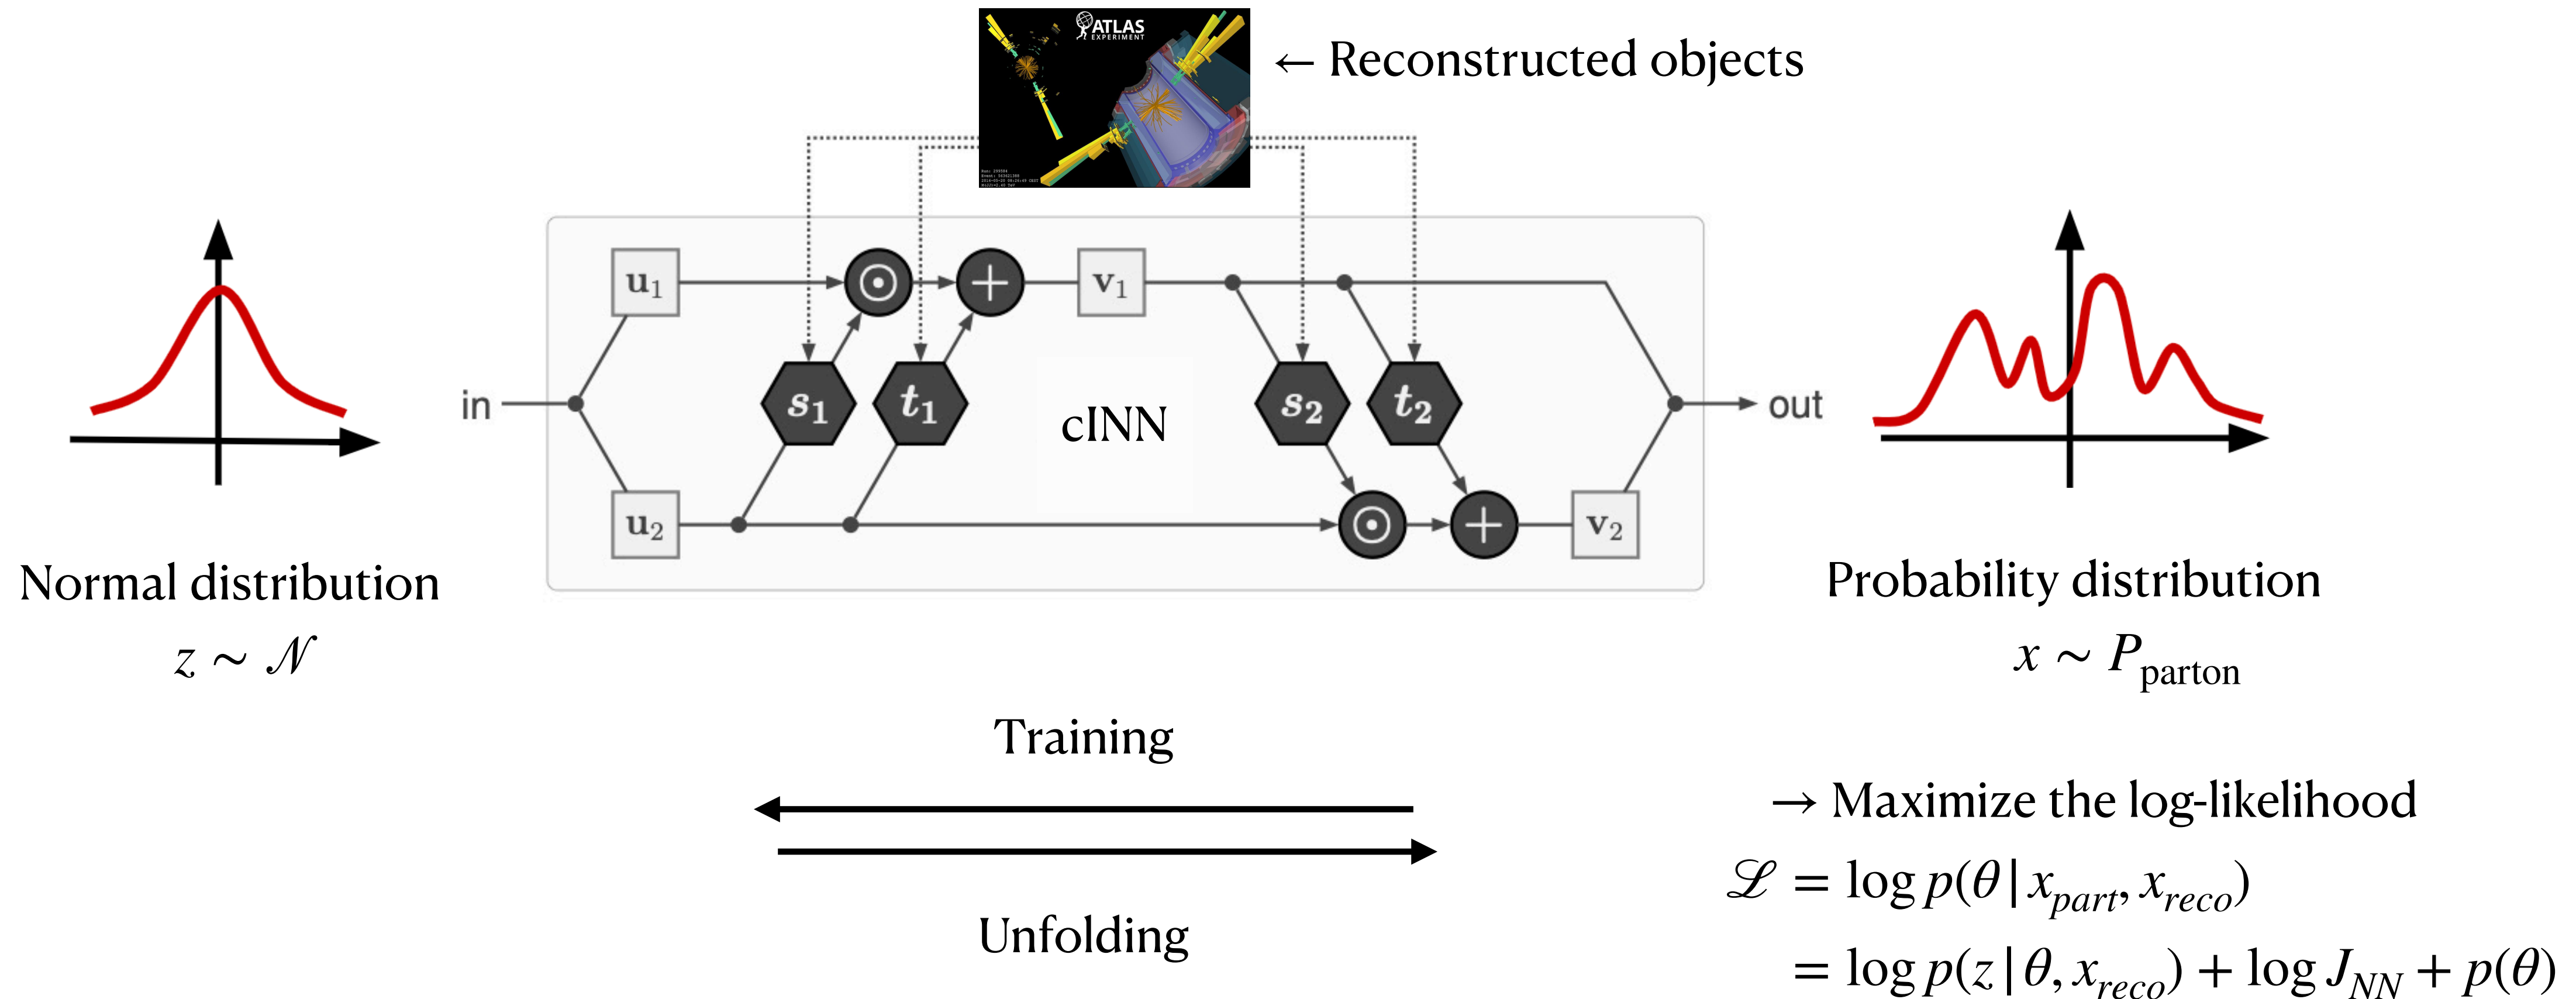 ATLAS
EXPERIMENT
← Reconstructed objects
u₁
v₁
in
s₁
t₁
cINN
s₂
t₂
out
u₂
v₂
Normal distribution
z ∼ 𝒩
Probability distribution
x ∼ P_parton
Training
Unfolding
→ Maximize the log-likelihood
ℒ = log p(θ | x_part, x_reco)
= log p(z | θ, x_reco) + log J_NN + p(θ)